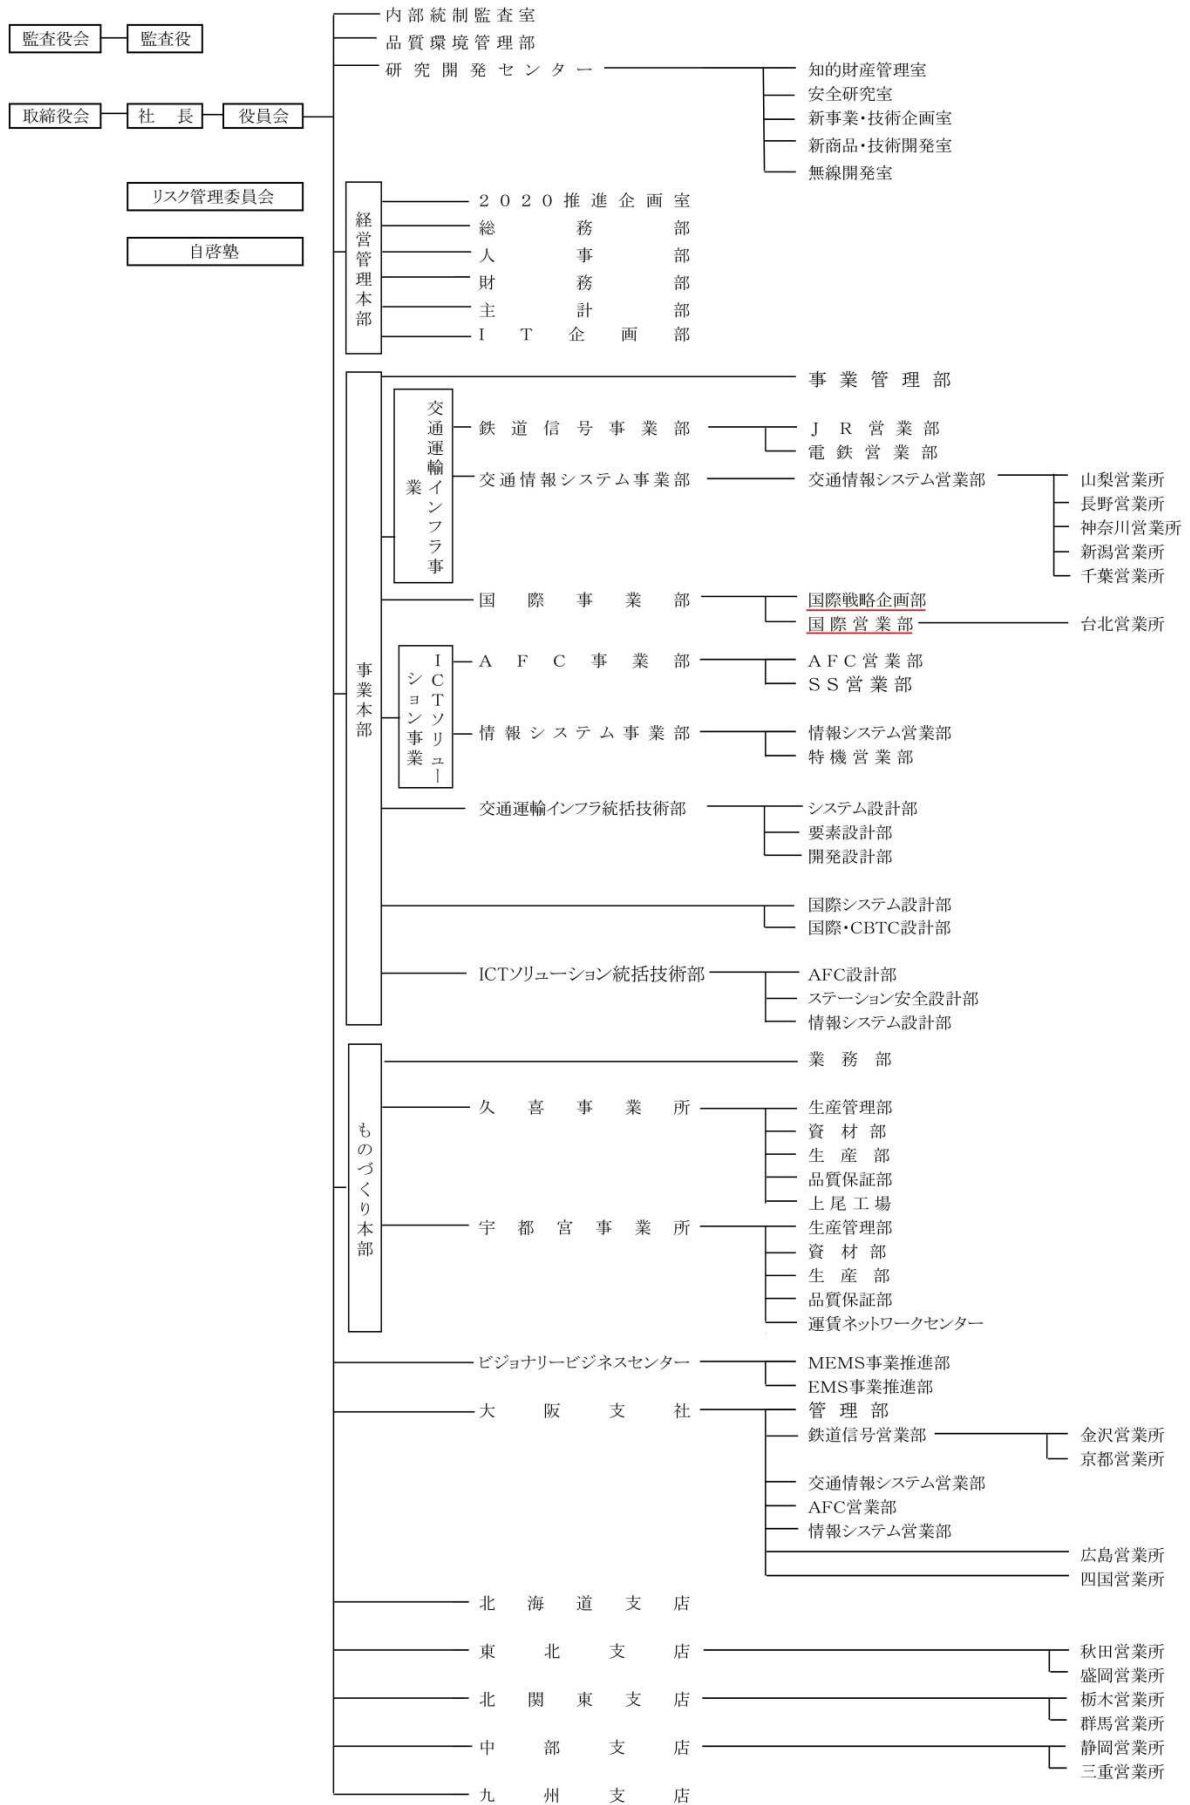 内部統制監査室
監査役会 監査役
品質環境管理部
研究開発センター 知的財産管理室
安全研究室
取締役会 社長 役員会
新事業・技術企画室
新商品・技術開発室
無線開発室
リスク管理委員会
自啓塾
経営管理本部
2020推進企画室
総務部
人事部
財務部
主計部
IT企画部
事業本部
事業管理部
交通運輸インフラ事業
鉄道信号事業部 JR営業部
電鉄営業部
交通情報システム事業部 交通情報システム営業部 山梨営業所
長野営業所
神奈川営業所
新潟営業所
千葉営業所
国際事業部 国際戦略企画部
国際営業部 台北営業所
ICTソリューション事業
AFC事業部 AFC営業部
SS営業部
情報システム事業部 情報システム営業部
特機営業部
交通運輸インフラ統括技術部 システム設計部
要素設計部
開発設計部
国際システム設計部
国際・CBTC設計部
ICTソリューション統括技術部 AFC設計部
ステーション安全設計部
情報システム設計部
ものづくり本部
業務部
久喜事業所 生産管理部
資材部
生産部
品質保証部
上尾工場
宇都宮事業所 生産管理部
資材部
生産部
品質保証部
運賃ネットワークセンター
ビジョナリービジネスセンター MEMS事業推進部
EMS事業推進部
大阪支社 管理部
鉄道信号営業部 金沢営業所
京都営業所
交通情報システム営業部
AFC営業部
情報システム営業部
広島営業所
四国営業所
北海道支店
東北支店 秋田営業所
盛岡営業所
北関東支店 栃木営業所
群馬営業所
中部支店 静岡営業所
三重営業所
九州支店